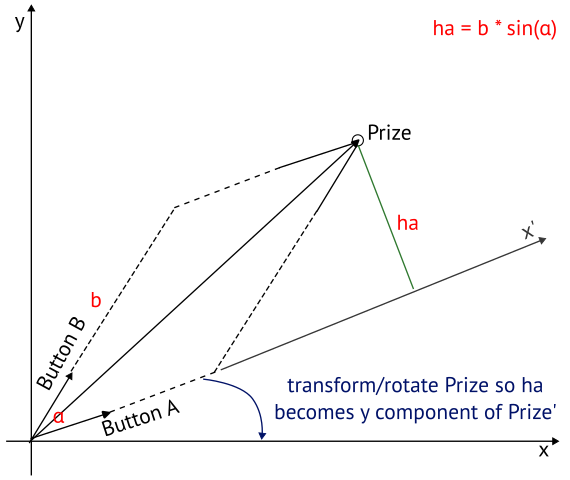 y
ha = b * sin(α)
Prize
ha
x'
b
Button B
α
Button A
transform/rotate Prize so ha
becomes y component of Prize'
x